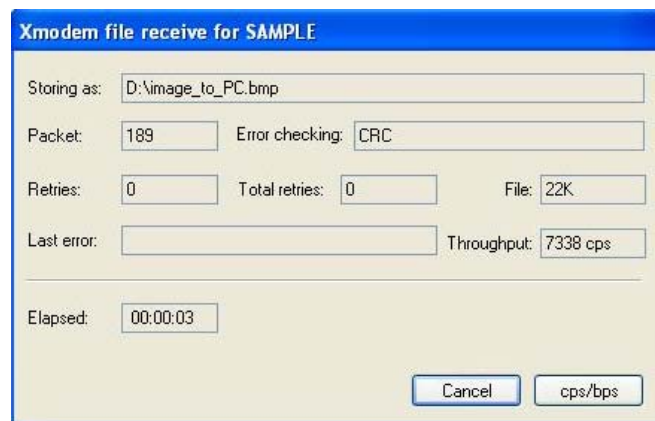 Xmodem file receive for SAMPLE
Storing as: D:\image_to_PC.bmp
Packet: 189 Error checking: CRC
Retries: 0 Total retries: 0 File: 22K
Last error: Throughput: 7338 cps
Elapsed: 00:00:03
Cancel cps/bps